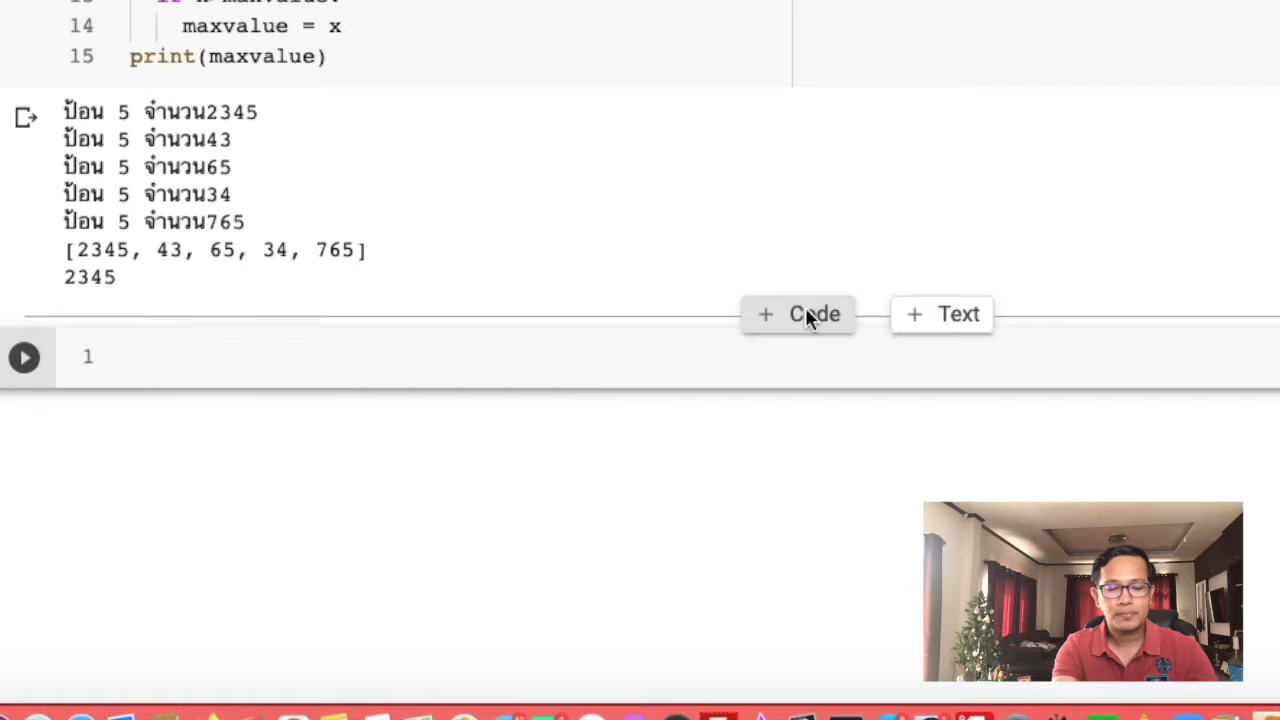 14 maxvalue = x
15 print(maxvalue)
ป้อน 5 จำนวน2345
ป้อน 5 จำนวน43
ป้อน 5 จำนวน65
ป้อน 5 จำนวน34
ป้อน 5 จำนวน765
[2345, 43, 65, 34, 765]
2345
+ Code + Text
1